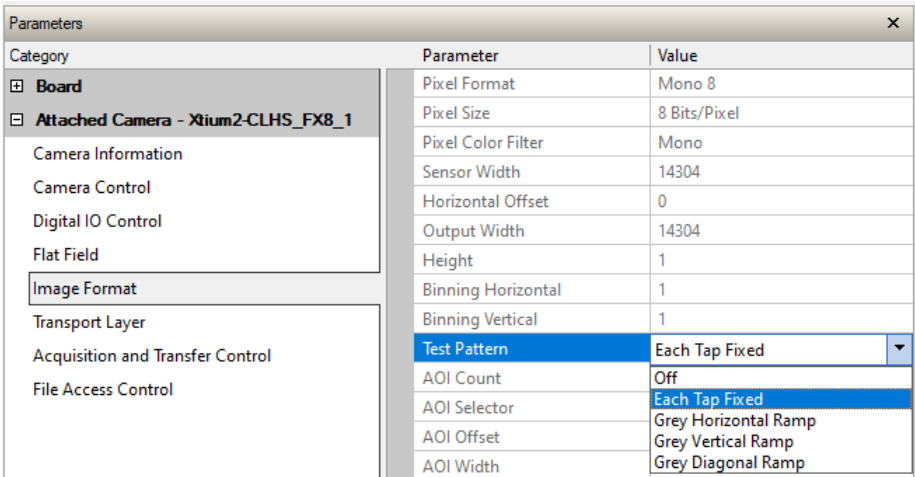 Parameters
Category
Board
Attached Camera - Xtium2-CLHS_FX8_1
Camera Information
Camera Control
Digital IO Control
Flat Field
Image Format
Transport Layer
Acquisition and Transfer Control
File Access Control
Parameter Value
Pixel Format Mono 8
Pixel Size 8 Bits/Pixel
Pixel Color Filter Mono
Sensor Width 14304
Horizontal Offset 0
Output Width 14304
Height 1
Binning Horizontal 1
Binning Vertical 1
Test Pattern Each Tap Fixed
AOI Count
AOI Selector
AOI Offset
AOI Width
Off
Each Tap Fixed
Grey Horizontal Ramp
Grey Vertical Ramp
Grey Diagonal Ramp